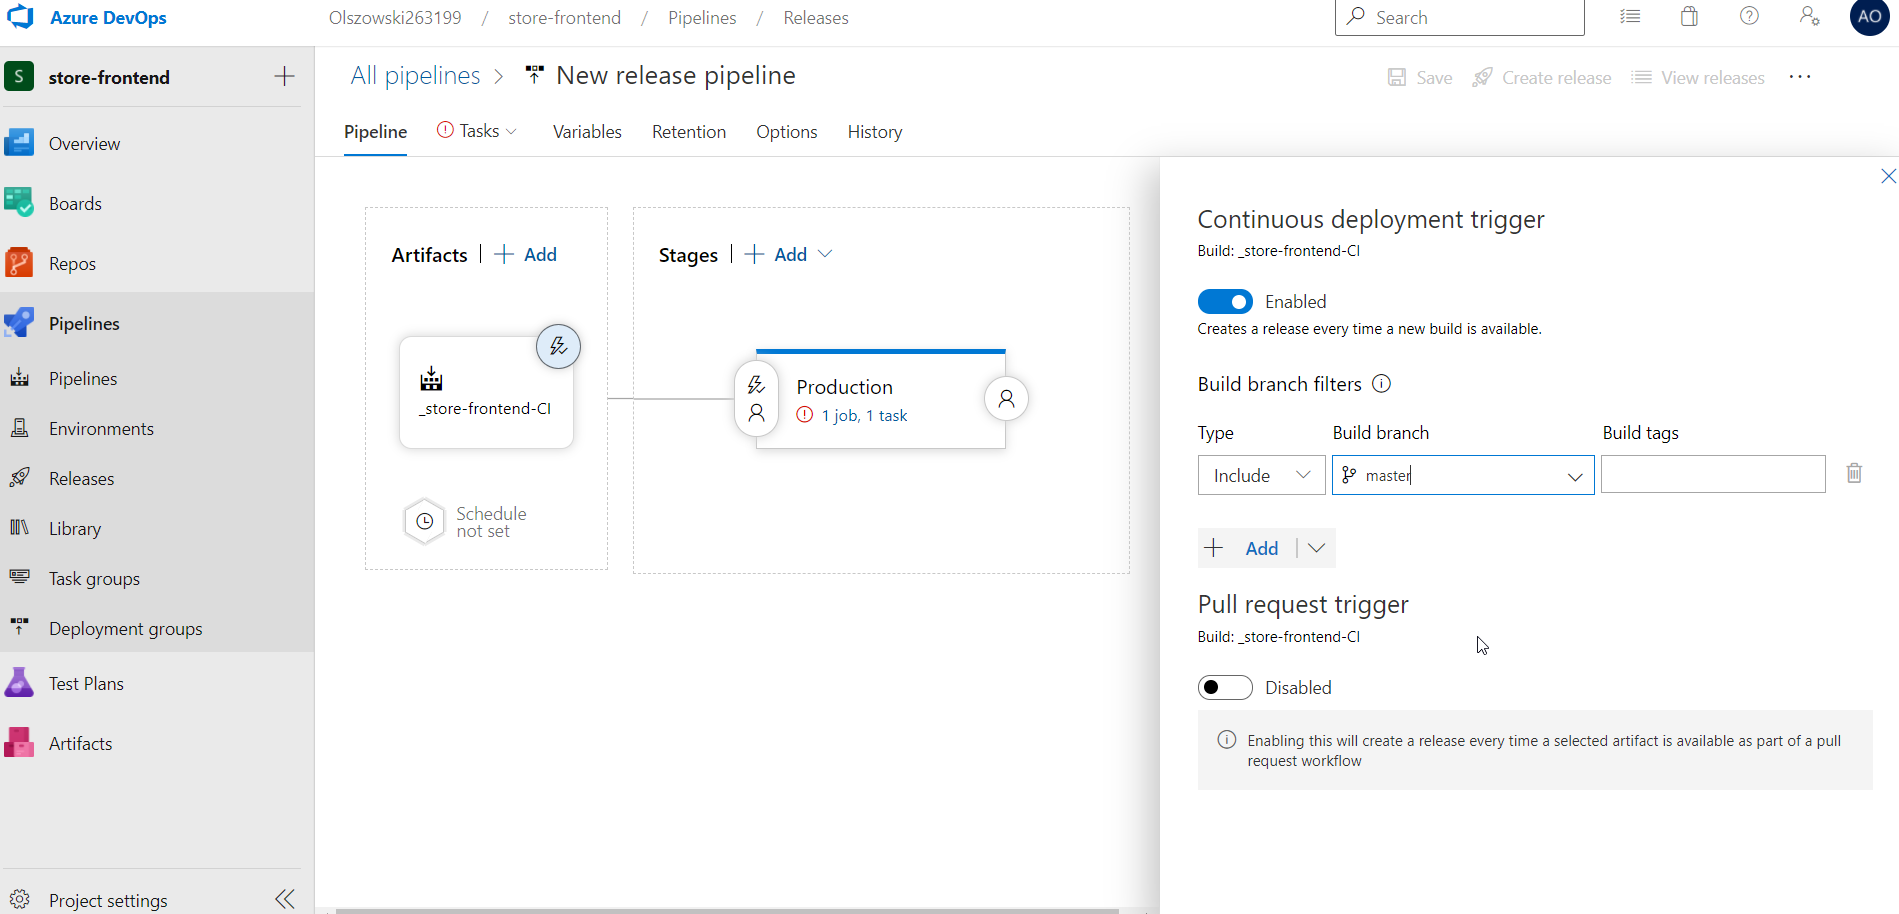 Azure DevOps
Olszowski263199 / store-frontend / Pipelines / Releases
Search
AO
S store-frontend
Overview
Boards
Repos
Pipelines
Pipelines
Environments
Releases
Library
Task groups
Deployment groups
Test Plans
Artifacts
Project settings
All pipelines > New release pipeline
Save Create release View releases ...
Pipeline Tasks Variables Retention Options History
Artifacts | + Add
_store-frontend-CI
Schedule
not set
Stages | + Add
Production
1 job, 1 task
Continuous deployment trigger
Build: _store-frontend-CI
Enabled
Creates a release every time a new build is available.
Build branch filters
Type Build branch Build tags
Include master
+ Add
Pull request trigger
Build: _store-frontend-CI
Disabled
Enabling this will create a release every time a selected artifact is available as part of a pull
request workflow